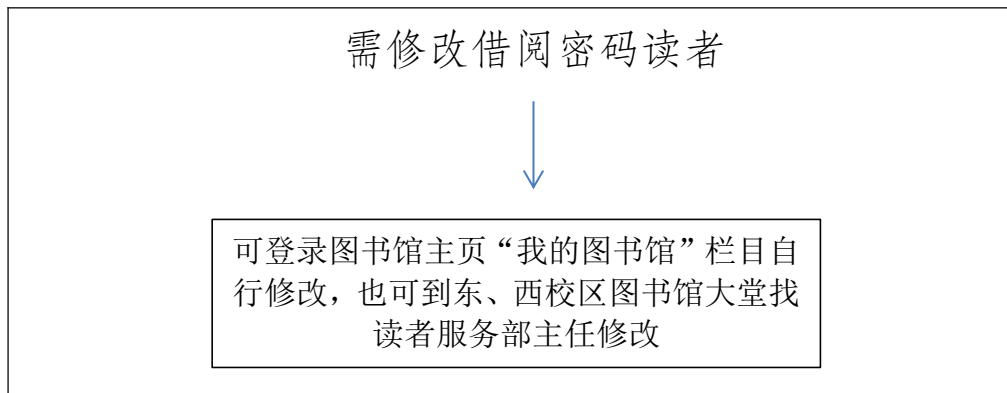 需修改借阅密码读者
可登录图书馆主页“我的图书馆”栏目自
行修改，也可到东、西校区图书馆大堂找
读者服务部主任修改